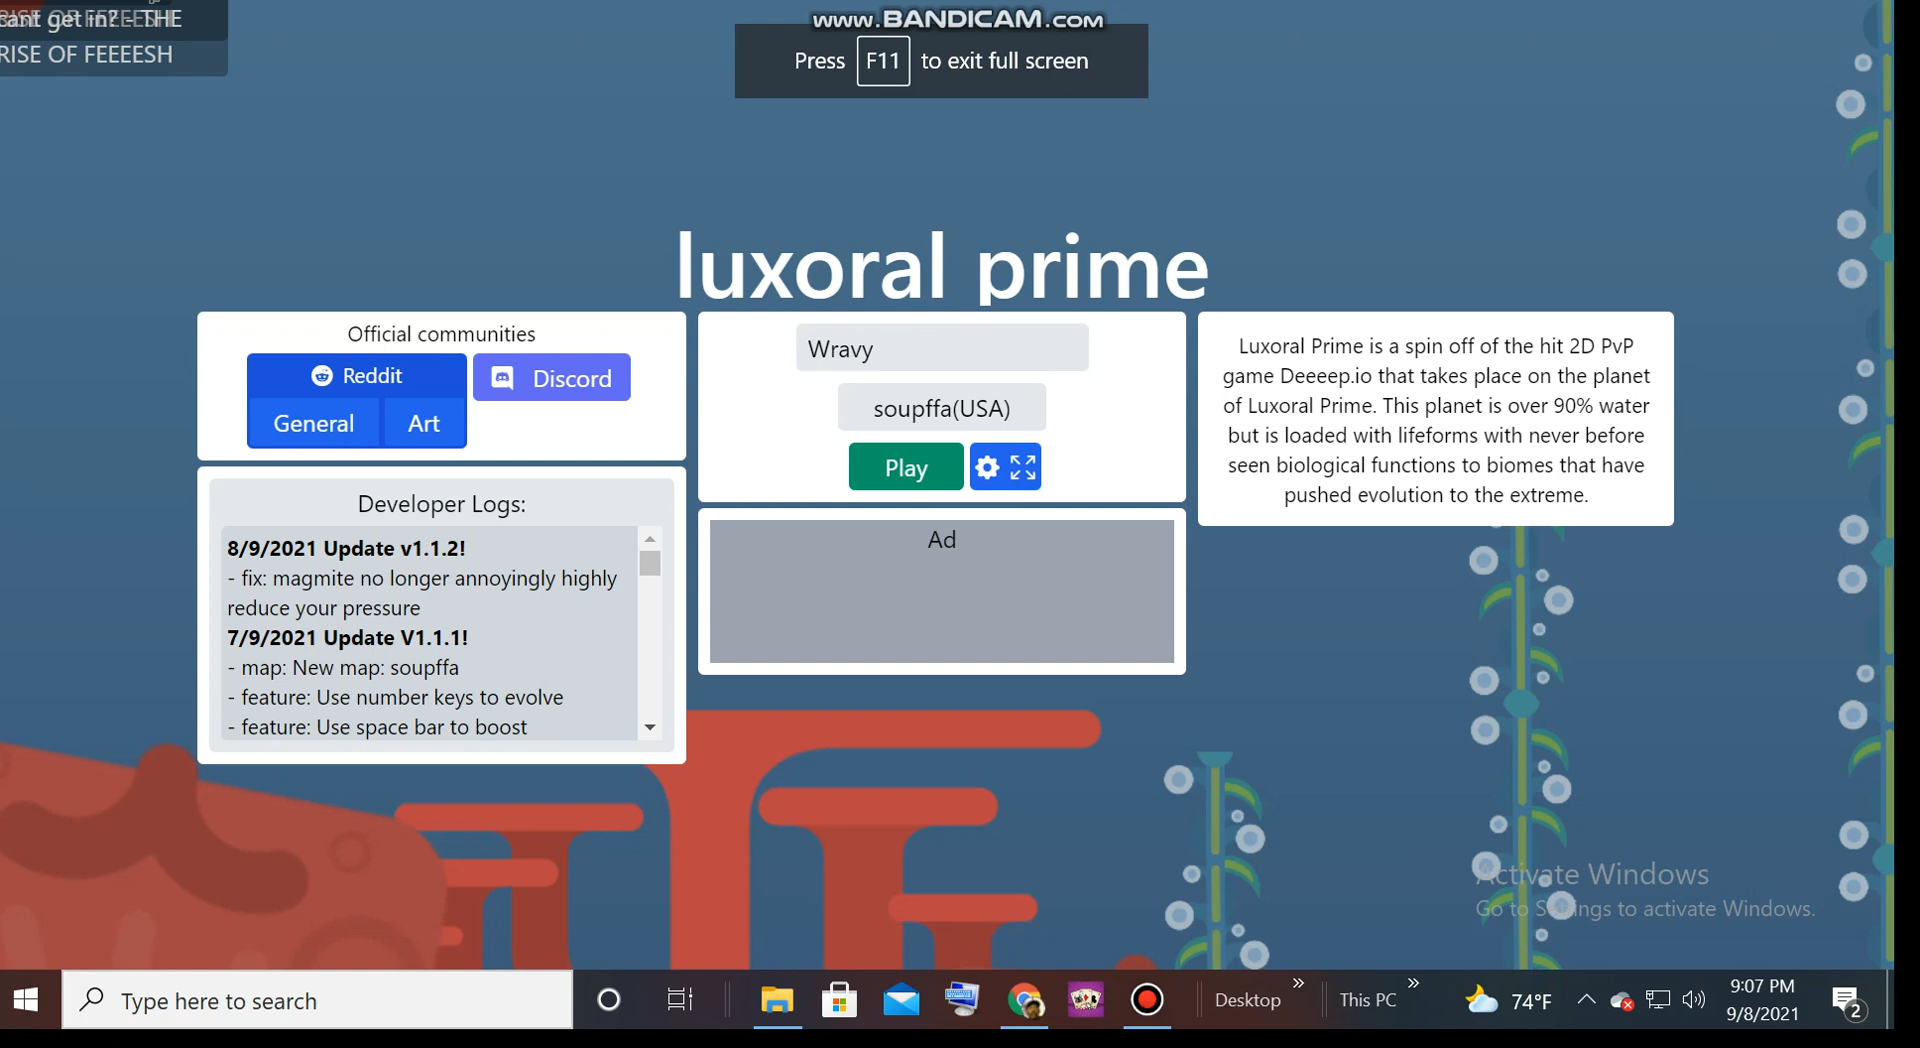 cant get in? - THE
RISE OF FEEEESH
www.BANDICAM.com
Press F11 to exit full screen
luxoral prime
Official communities
Reddit
Discord
General
Art
Developer Logs:
8/9/2021 Update v1.1.2!
- fix: magmite no longer annoyingly highly
reduce your pressure
7/9/2021 Update V1.1.1!
- map: New map: soupffa
- feature: Use number keys to evolve
- feature: Use space bar to boost
Wravy
soupffa(USA)
Play
Ad
Luxoral Prime is a spin off of the hit 2D PvP
game Deeeep.io that takes place on the planet
of Luxoral Prime. This planet is over 90% water
but is loaded with lifeforms with never before
seen biological functions to biomes that have
pushed evolution to the extreme.
Activate Windows
Go to Settings to activate Windows.
Type here to search
Desktop
This PC
74°F
9:07 PM
9/8/2021
2